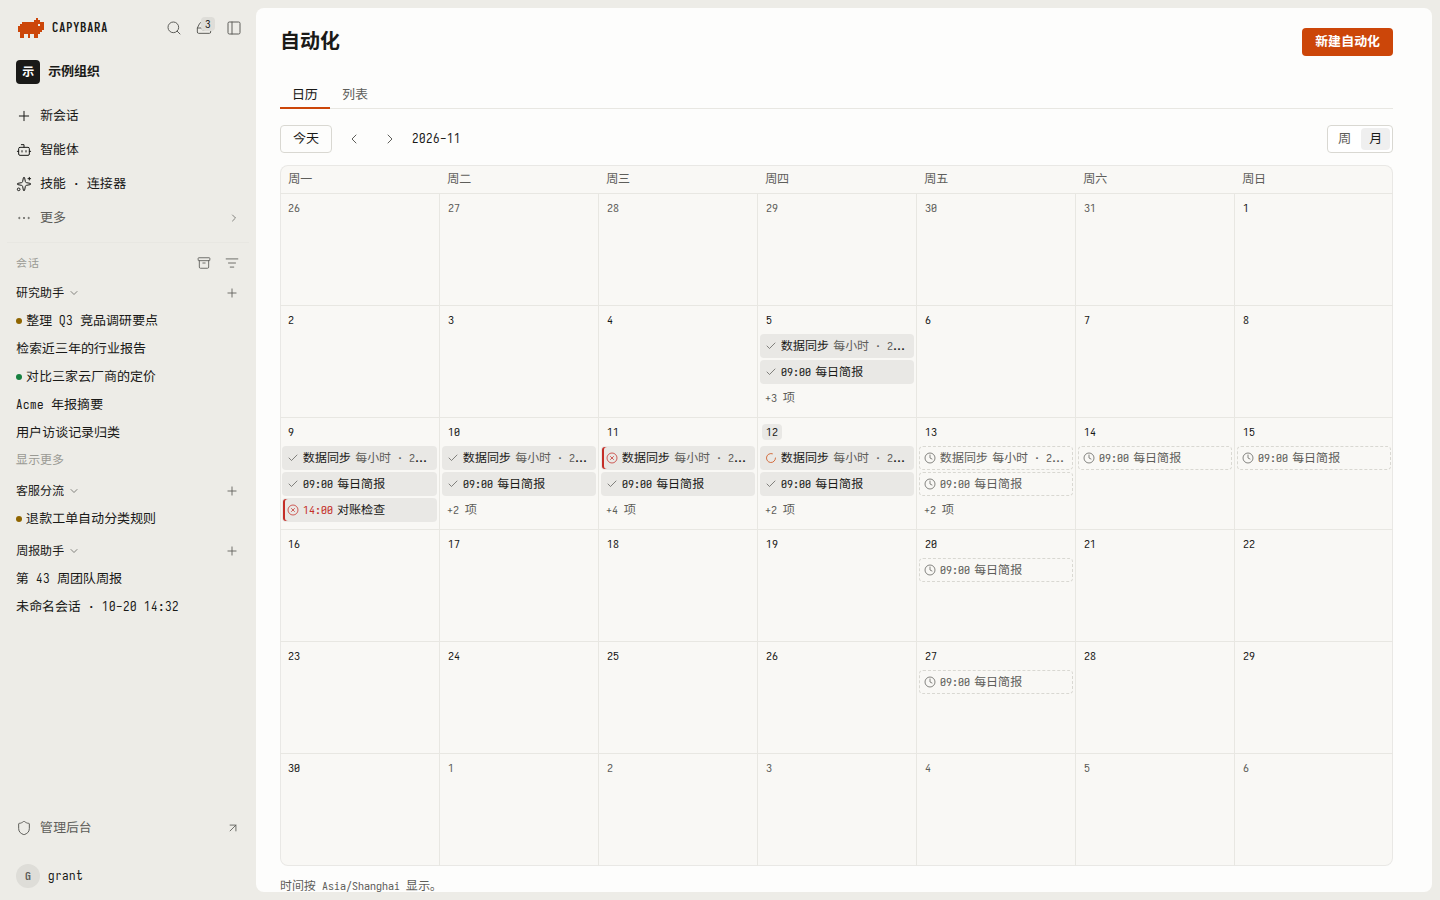 CAPYBARA
3
示 示例组织
新会话
智能体
技能 · 连接器
更多
会话
研究助手
整理 Q3 竞品调研要点
检索近三年的行业报告
对比三家云厂商的定价
Acme 年报摘要
用户访谈记录归类
显示更多
客服分流
退款工单自动分类规则
周报助手
第 43 周团队周报
未命名会话 · 10-20 14:32
管理后台
G grant
自动化
新建自动化
日历 列表
今天 2026-11 周 月
周一 周二 周三 周四 周五 周六 周日
26 27 28 29 30 31 1
2 3 4 5 6 7 8
数据同步 每小时 · 2...
09:00 每日简报
+3 项
9 10 11 12 13 14 15
数据同步 每小时 · 2... 数据同步 每小时 · 2... 数据同步 每小时 · 2... 数据同步 每小时 · 2... 数据同步 每小时 · 2... 09:00 每日简报 09:00 每日简报
09:00 每日简报 09:00 每日简报 09:00 每日简报 09:00 每日简报 09:00 每日简报
14:00 对账检查 +2 项 +4 项 +2 项 +2 项
16 17 18 19 20 21 22
09:00 每日简报
23 24 25 26 27 28 29
09:00 每日简报
30 1 2 3 4 5 6
时间按 Asia/Shanghai 显示。